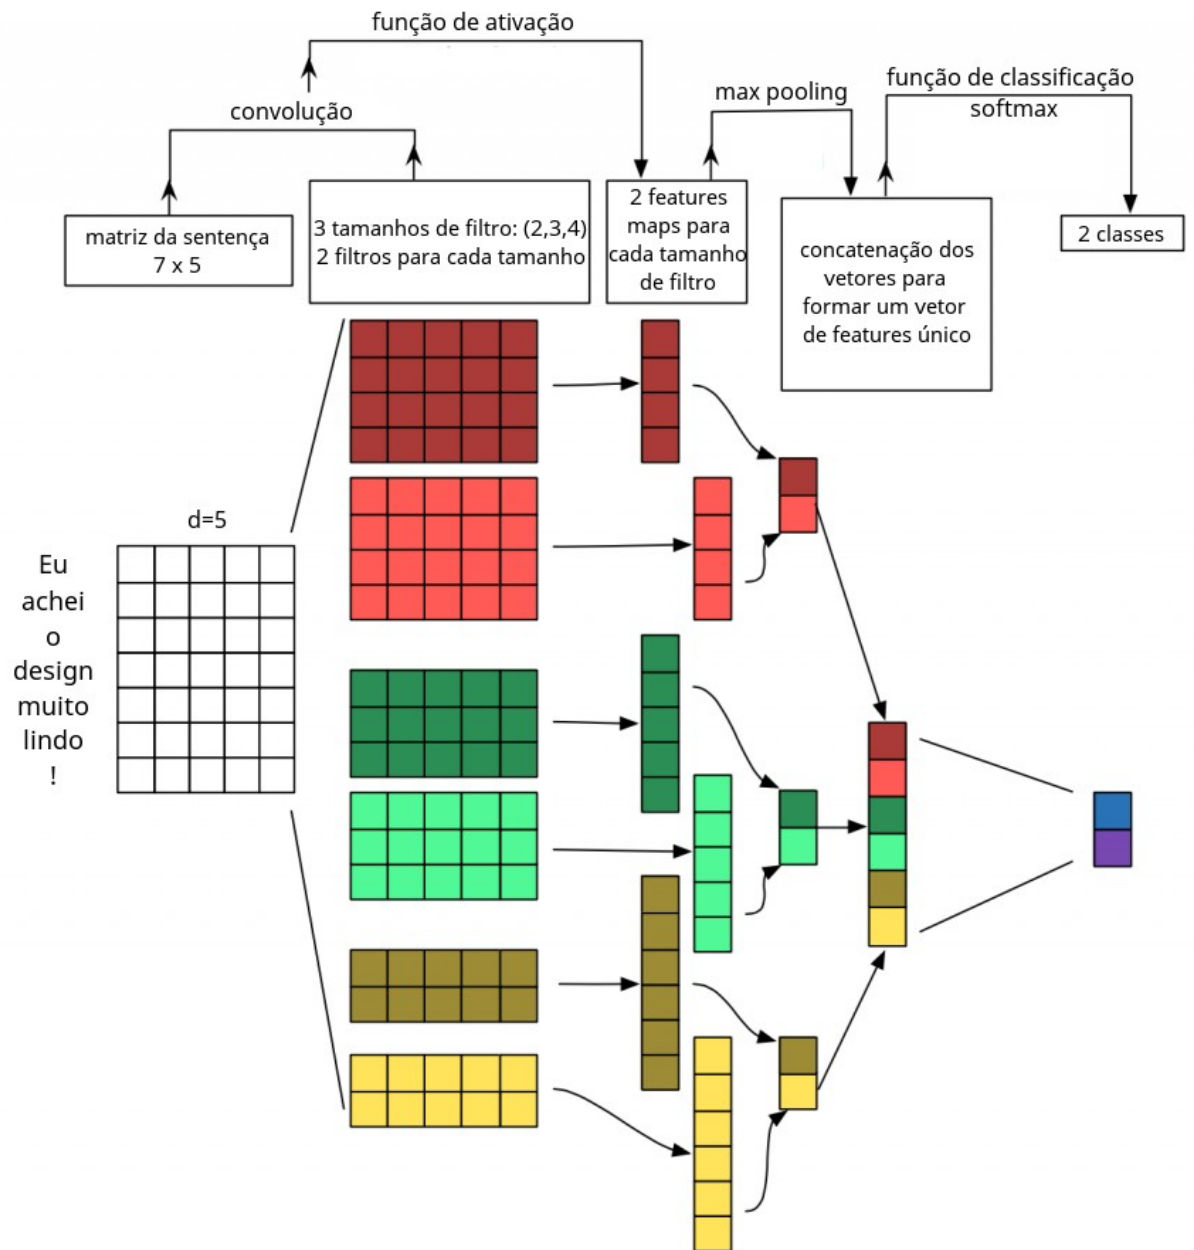 função de ativação
convolução
max pooling
função de classificação
softmax
matriz da sentença
7 x 5
3 tamanhos de filtro: (2,3,4)
2 filtros para cada tamanho
2 features
maps para
cada tamanho
de filtro
concatenação dos
vetores para
formar um vetor
de features único
2 classes
d=5
Eu
achei
o
design
muito
lindo
!